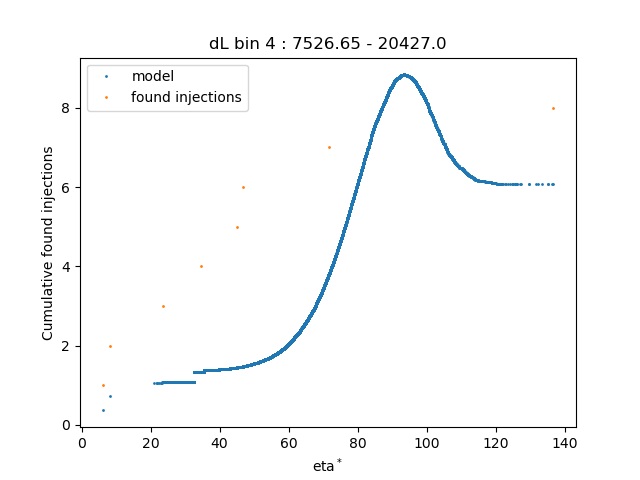 dL bin 4 : 7526.65 - 20427.0
model
found injections
Cumulative found injections
8
6
4
2
0
0 20 40 60 80 100 120 140
eta*